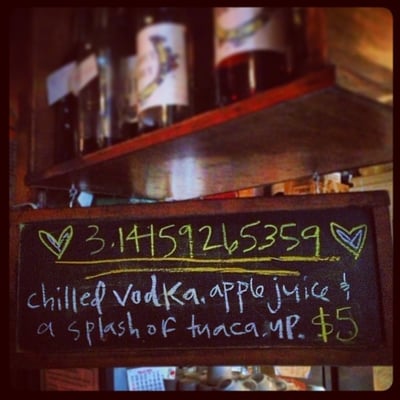 3.14159265359
chilled vodka, apple juice &
a splash of tuaca. up. $5